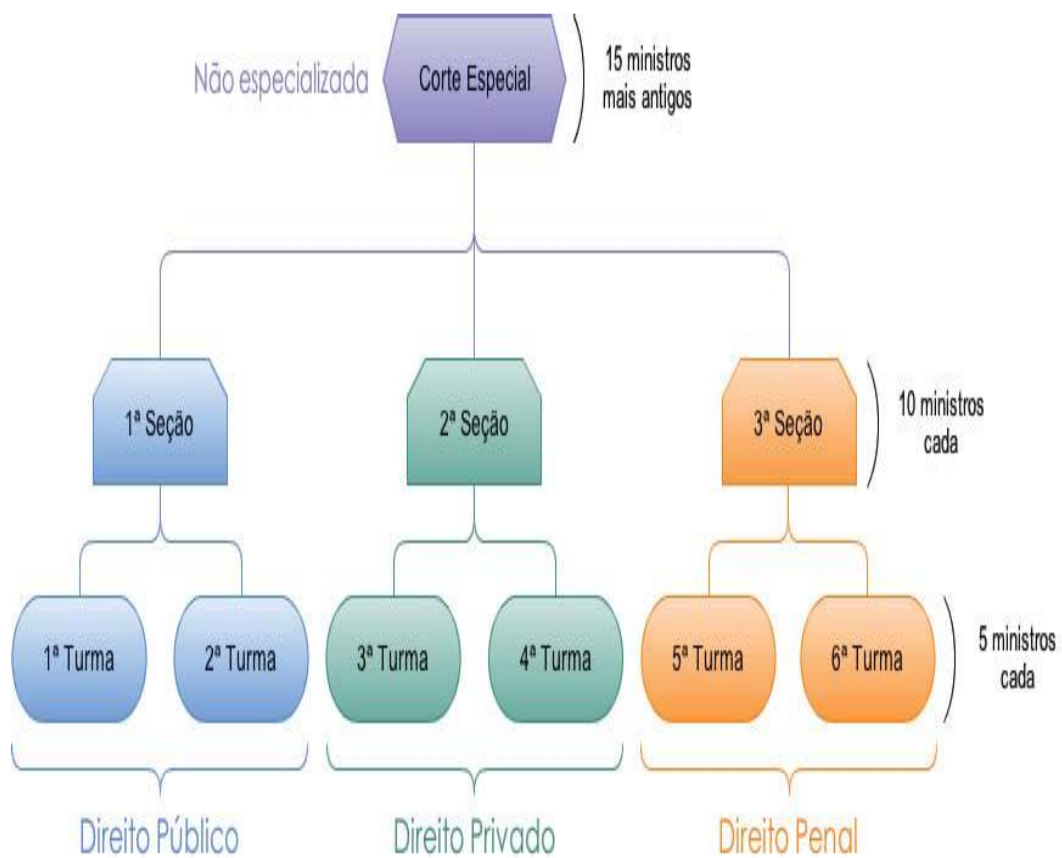 Não especializada
Corte Especial
15 ministros
mais antigos
1ª Seção
2ª Seção
3ª Seção
10 ministros
cada
1ª Turma
2ª Turma
3ª Turma
4ª Turma
5ª Turma
6ª Turma
5 ministros
cada
Direito Público
Direito Privado
Direito Penal